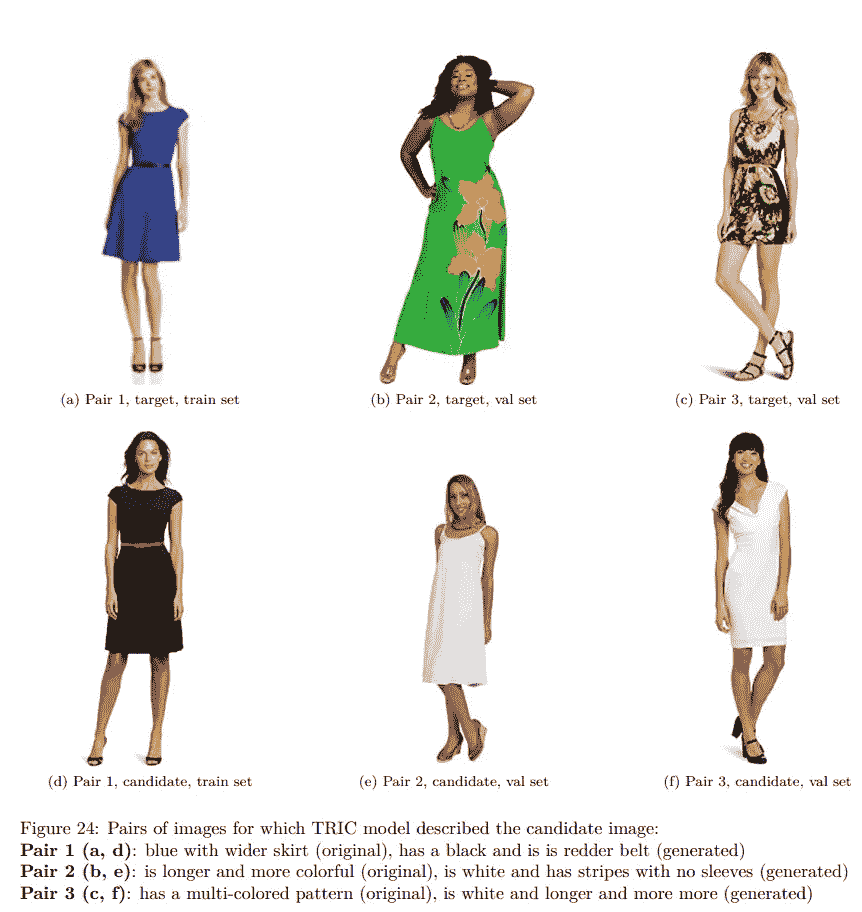 (a) Pair 1, target, train set
(b) Pair 2, target, val set
(c) Pair 3, target, val set
(d) Pair 1, candidate, train set
(e) Pair 2, candidate, val set
(f) Pair 3, candidate, val set
Figure 24: Pairs of images for which TRIC model described the candidate image:
Pair 1 (a, d): blue with wider skirt (original), has a black and is is redder belt (generated)
Pair 2 (b, e): is longer and more colorful (original), is white and has stripes with no sleeves (generated)
Pair 3 (c, f): has a multi-colored pattern (original), is white and longer and more more (generated)